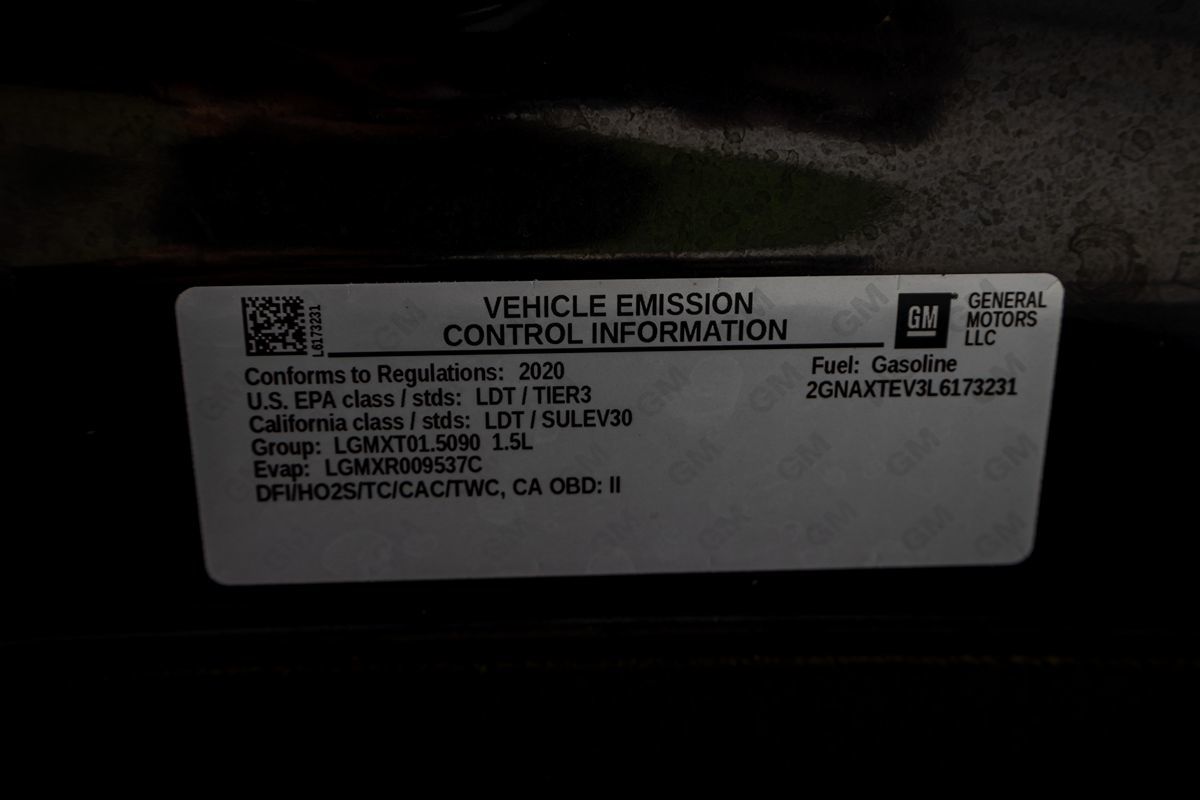 VEHICLE EMISSION
CONTROL INFORMATION
L6173231
GM
GENERAL
MOTORS
LLC
Conforms to Regulations: 2020
U.S. EPA class / stds: LDT / TIER3
California class / stds: LDT / SULEV30
Group: LGMXT01.5090 1.5L
Evap: LGMXR009537C
DFI/HO2S/TC/CAC/TWC, CA OBD: II
Fuel: Gasoline
2GNAXTEV3L6173231